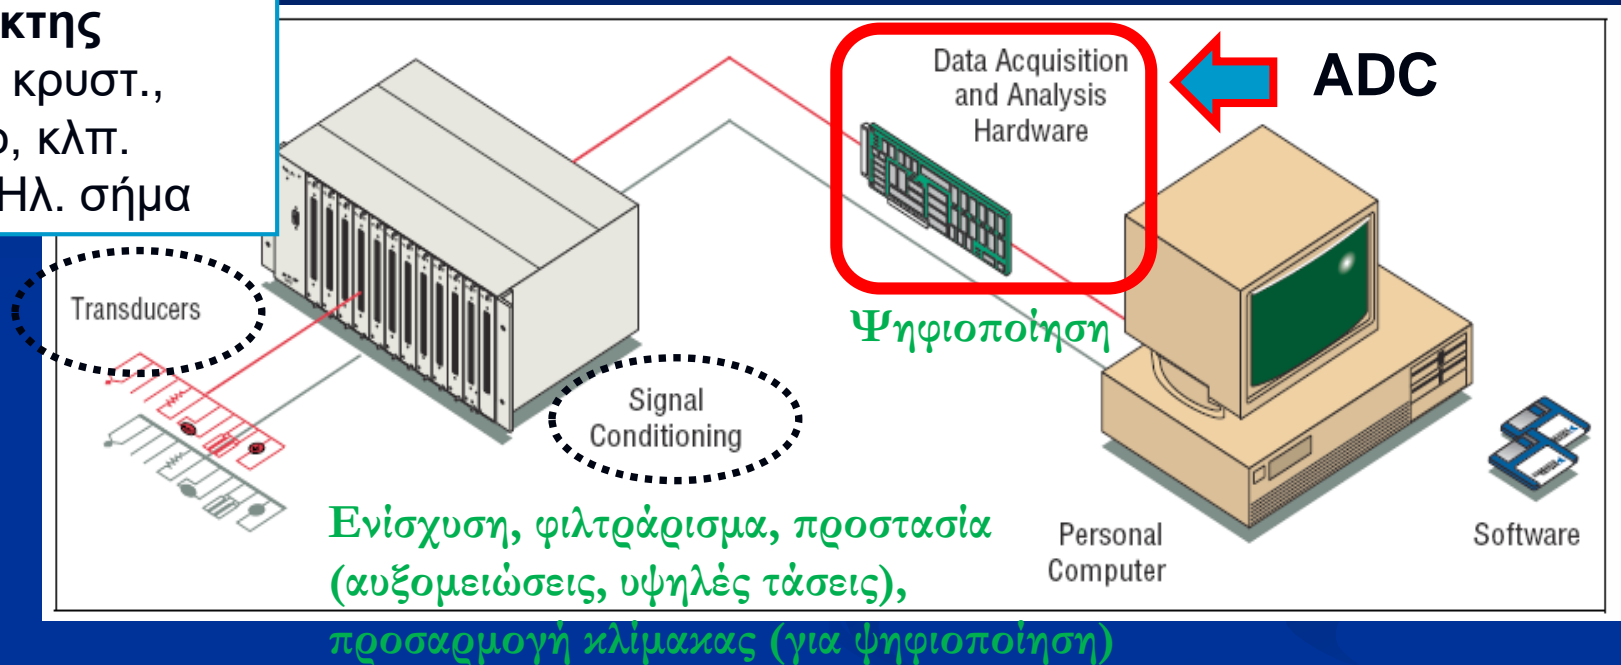 κτης
κρυστ.,
ο, κλπ.
Ηλ. σήμα
Data Acquisition
and Analysis
Hardware
ADC
Transducers
Ψηφιοποίηση
Signal
Conditioning
Ενίσχυση, φιλτράρισμα, προστασία
(αυξομειώσεις, υψηλές τάσεις),
προσαρμογή κλίμακας (για ψηφιοποίηση)
Personal
Computer
Software